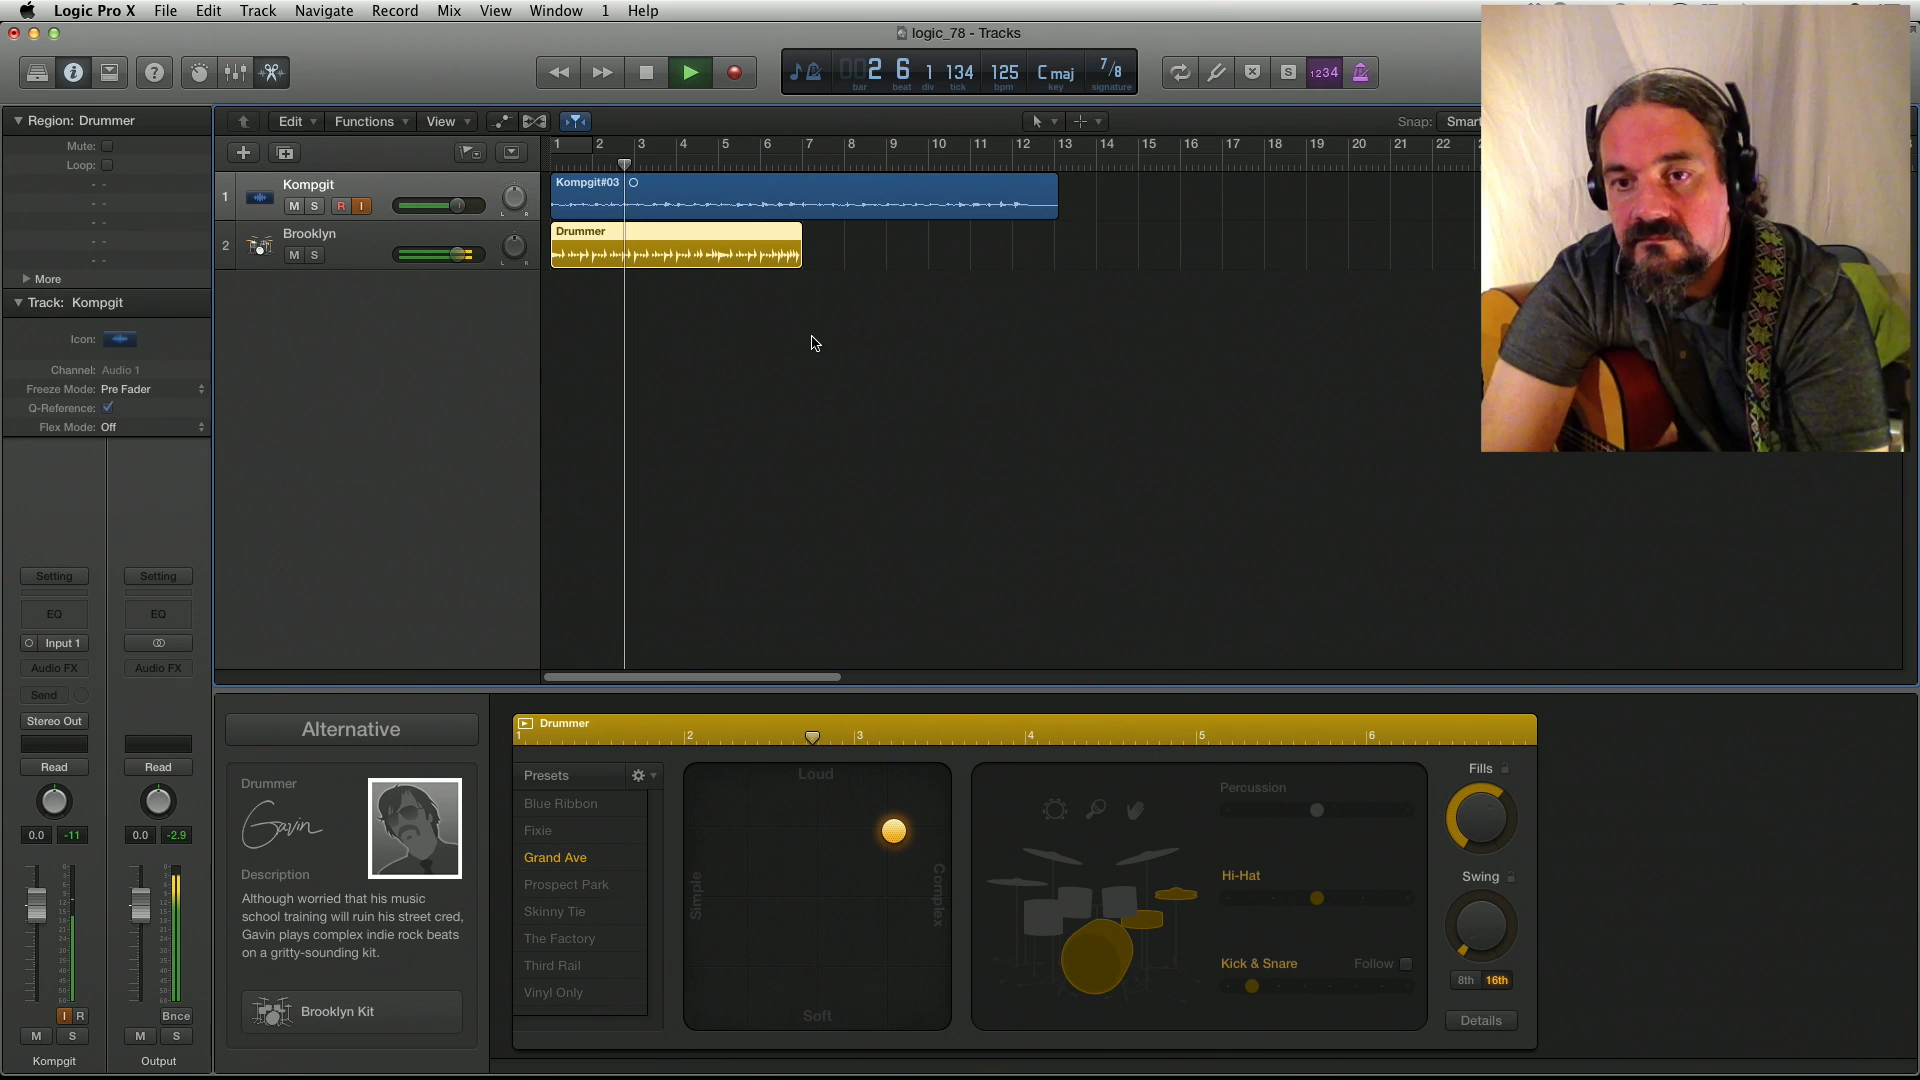 Logic Pro X File Edit Track Navigate Record Mix View Window 1 Help
logic_78 - Tracks
002 6 1 134 125 C maj 7/8
bar beat div tick bpm key signature
S 1234
Region: Drummer
Edit Functions View
Snap: Smart
Mute:
Loop:
1 2 3 4 5 6 7 8 9 10 11 12 13 14 15 16 17 18 19 20 21 22
- -
- -
- -
- -
- -
More
1 Kompgit
M S R I L R
Kompgit#03
2 Brooklyn
M S L R
Drummer
Track: Kompgit
Icon:
Channel: Audio 1
Freeze Mode: Pre Fader
Q-Reference:
Flex Mode: Off
Setting Setting
EQ EQ
Input 1
Audio FX Audio FX
Send
Stereo Out
Read Read
0.0 -11 0.0 -2.9
I R Bnce
M S M S
Kompgit Output
Alternative
Drummer
Gavin
Description
Although worried that his music
school training will ruin his street cred,
Gavin plays complex indie rock beats
on a gritty-sounding kit.
Brooklyn Kit
Drummer
1 2 3 4 5 6
Presets
Blue Ribbon
Fixie
Grand Ave
Prospect Park
Skinny Tie
The Factory
Third Rail
Vinyl Only
Loud
Simple
Complex
Soft
Percussion
Hi-Hat
Kick & Snare Follow
Fills
Swing
8th 16th
Details